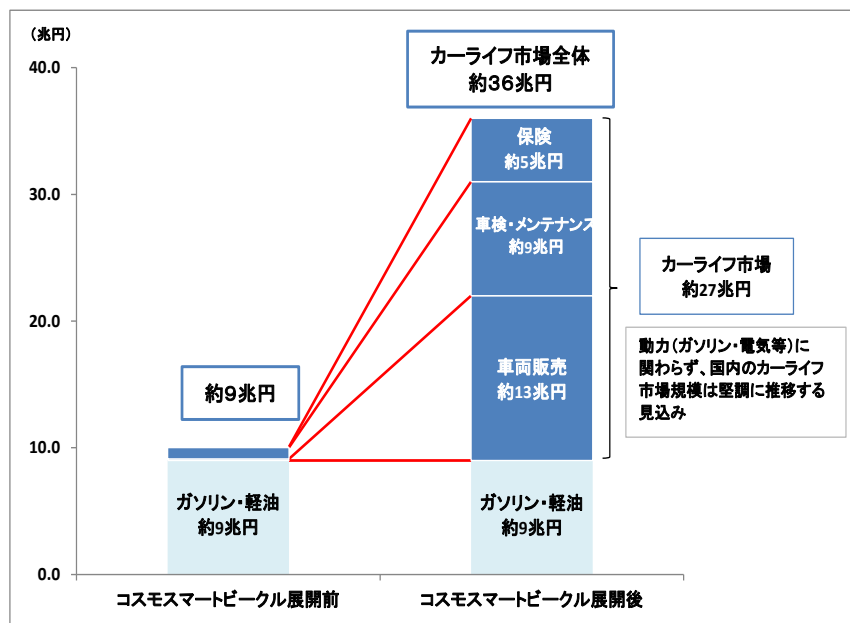 （兆円）
40.0
30.0
20.0
10.0
0.0
カーライフ市場全体
約３６兆円
保険
約5兆円
車検・メンテナンス
約9兆円
車両販売
約13兆円
ガソリン・軽油
約9兆円
約９兆円
ガソリン・軽油
約9兆円
カーライフ市場
約27兆円
動力（ガソリン・電気等）に
関わらず、国内のカーライフ
市場規模は堅調に推移する
見込み
コスモスマートビークル展開前
コスモスマートビークル展開後